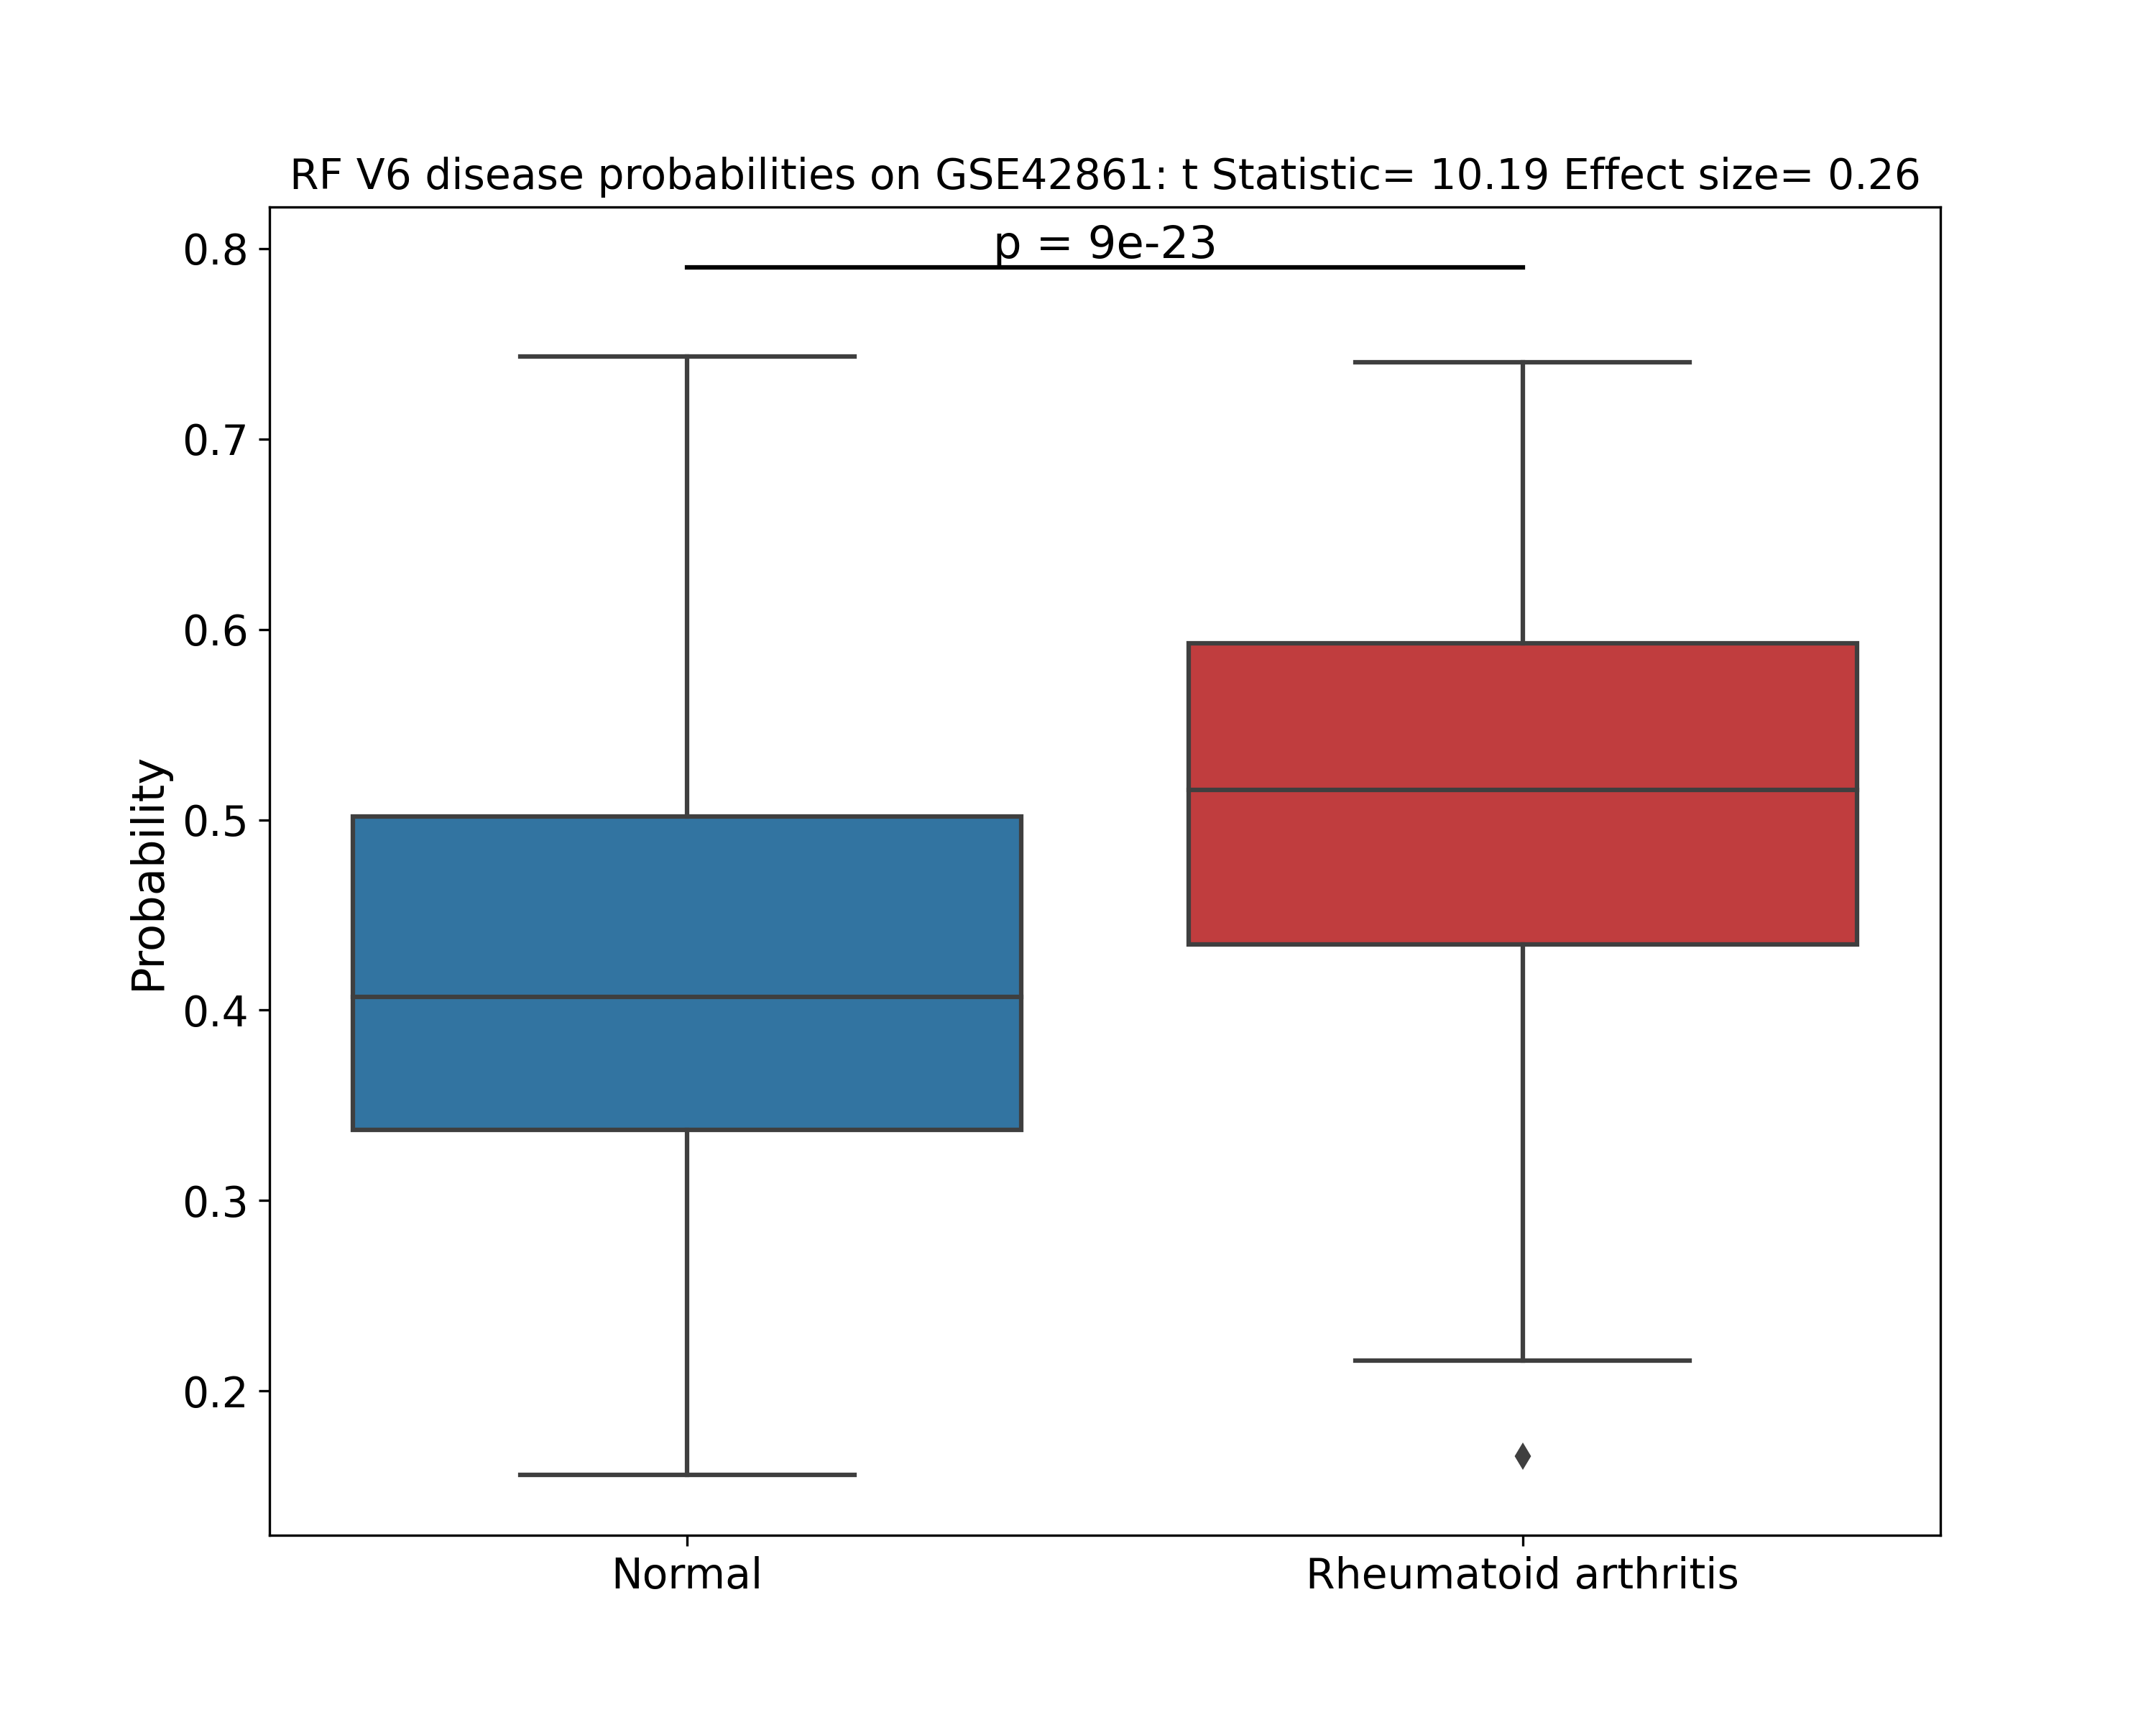 RF V6 disease probabilities on GSE42861: t Statistic= 10.19 Effect size= 0.26
p = 9e-23
0.8
0.7
0.6
0.5
0.4
0.3
0.2
Probability
Normal
Rheumatoid arthritis